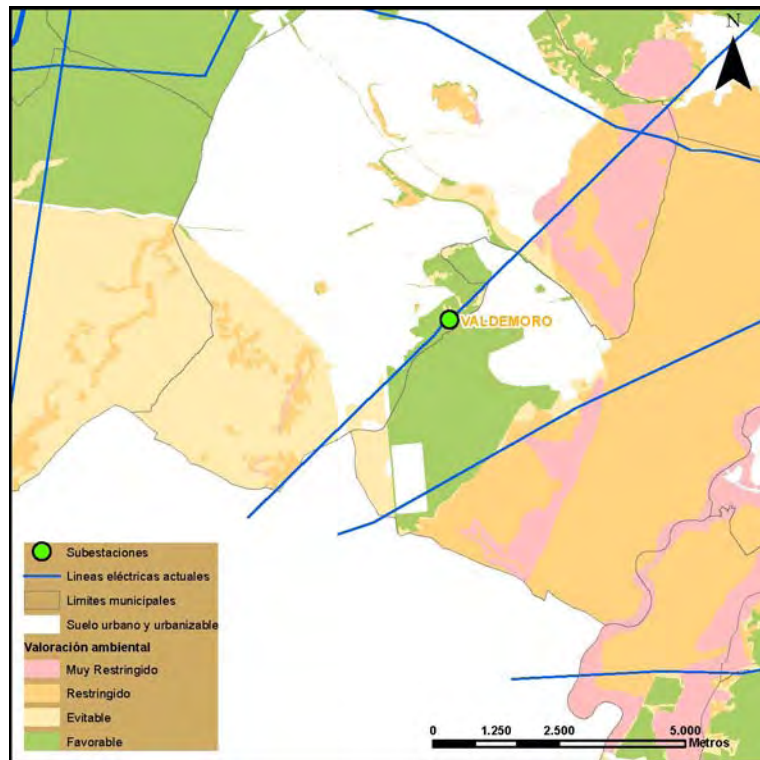 N
VALDEMORO
Subestaciones
Lineas eléctricas actuales
Limites municipales
Suelo urbano y urbanizable
Valoración ambiental
Muy Restringido
Restringido
Evitable
Favorable
0 1.250 2.500 5.000
Metros